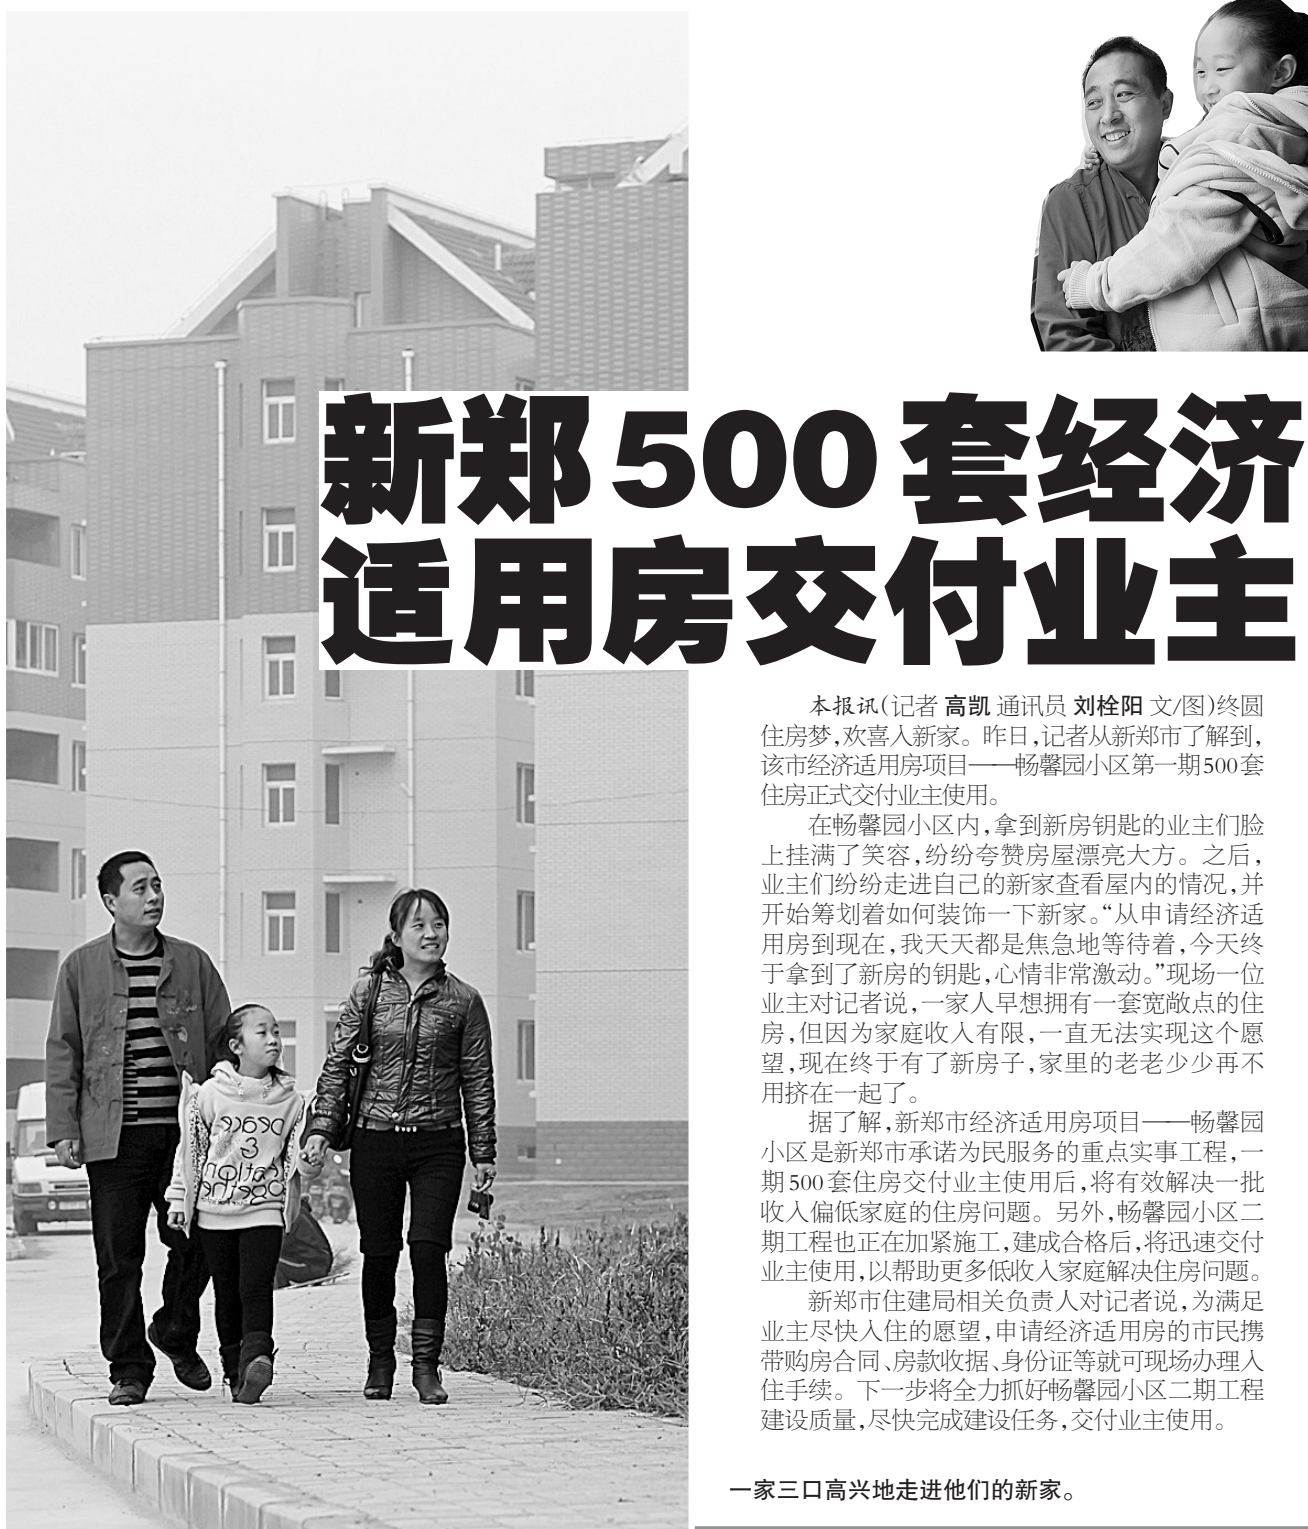 新郑500套经济
适用房交付业主
本报讯(记者 高凯 通讯员 刘栓阳 文/图)终圆
住房梦,欢喜入新家。昨日,记者从新郑市了解到,
该市经济适用房项目——畅馨园小区第一期500套
住房正式交付业主使用。
在畅馨园小区内,拿到新房钥匙的业主们脸
上挂满了笑容,纷纷夸赞房屋漂亮大方。之后,
业主们纷纷走进自己的新家查看屋内的情况,并
开始筹划着如何装饰一下新家。“从申请经济适
用房到现在,我天天都是焦急地等待着,今天终
于拿到了新房的钥匙,心情非常激动。”现场一位
业主对记者说,一家人早想拥有一套宽敞点的住
房,但因为家庭收入有限,一直无法实现这个愿
望,现在终于有了新房子,家里的老老少少再不
用挤在一起了。
据了解,新郑市经济适用房项目——畅馨园
小区是新郑市承诺为民服务的重点实事工程,一
期500套住房交付业主使用后,将有效解决一批
收入偏低家庭的住房问题。另外,畅馨园小区二
期工程也正在加紧施工,建成合格后,将迅速交付
业主使用,以帮助更多低收入家庭解决住房问题。
新郑市住建局相关负责人对记者说,为满足
业主尽快入住的愿望,申请经济适用房的市民携
带购房合同、房款收据、身份证等就可现场办理入
住手续。下一步将全力抓好畅馨园小区二期工程
建设质量,尽快完成建设任务,交付业主使用。
一家三口高兴地走进他们的新家。